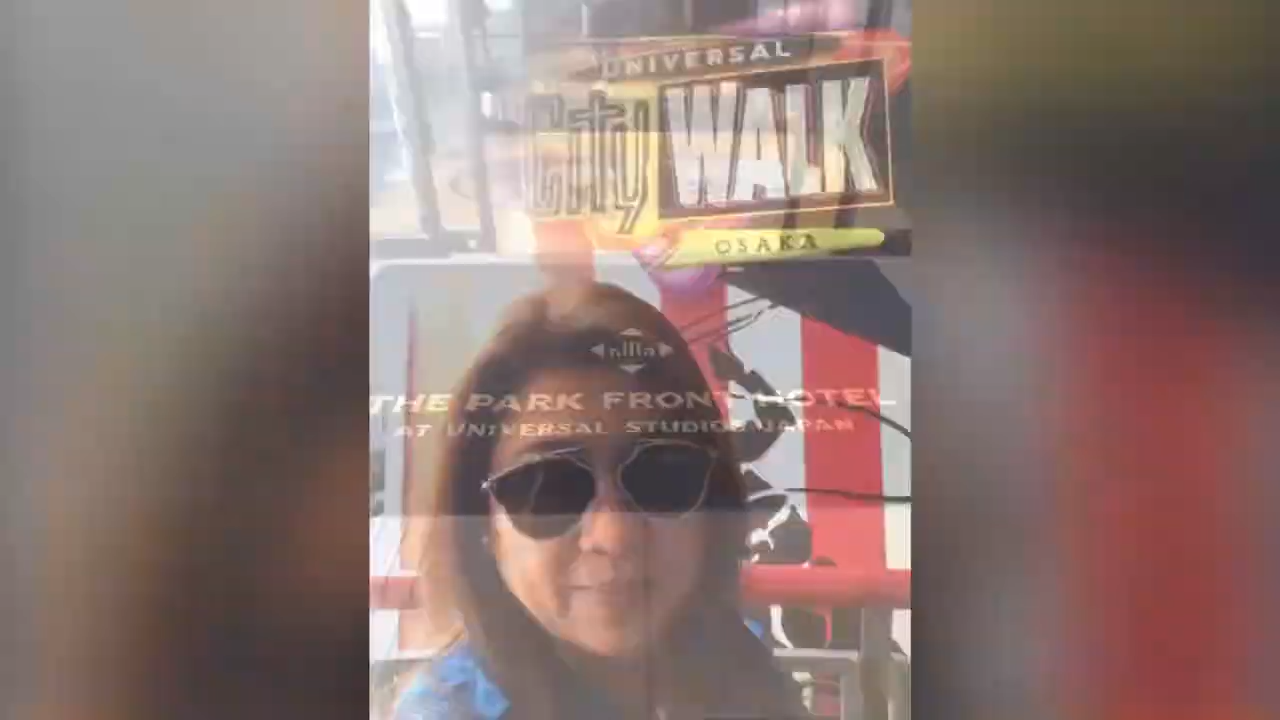 UNIVERSAL
City WALK
OSAKA
THE PARK FRONT HOTEL
AT UNIVERSAL STUDIOS JAPAN